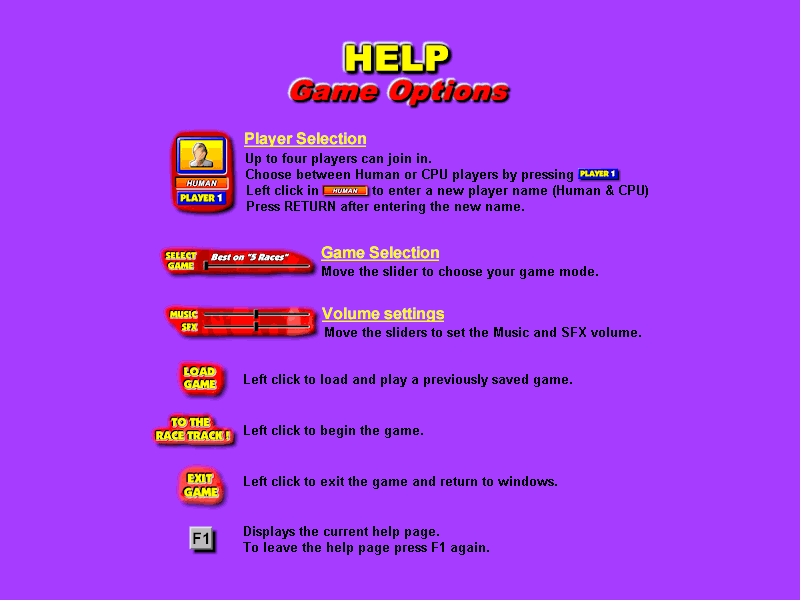 HELP
Game Options
Player Selection
Up to four players can join in.
Choose between Human or CPU players by pressing PLAYER 1
Left click in HUMAN to enter a new player name (Human & CPU)
Press RETURN after entering the new name.
HUMAN
PLAYER 1
SELECT GAME
Best on "5 Races"
Game Selection
Move the slider to choose your game mode.
MUSIC
SFX
Volume settings
Move the sliders to set the Music and SFX volume.
LOAD
GAME
Left click to load and play a previously saved game.
TO THE
RACE TRACK !
Left click to begin the game.
EXIT
GAME
Left click to exit the game and return to windows.
F1
Displays the current help page.
To leave the help page press F1 again.